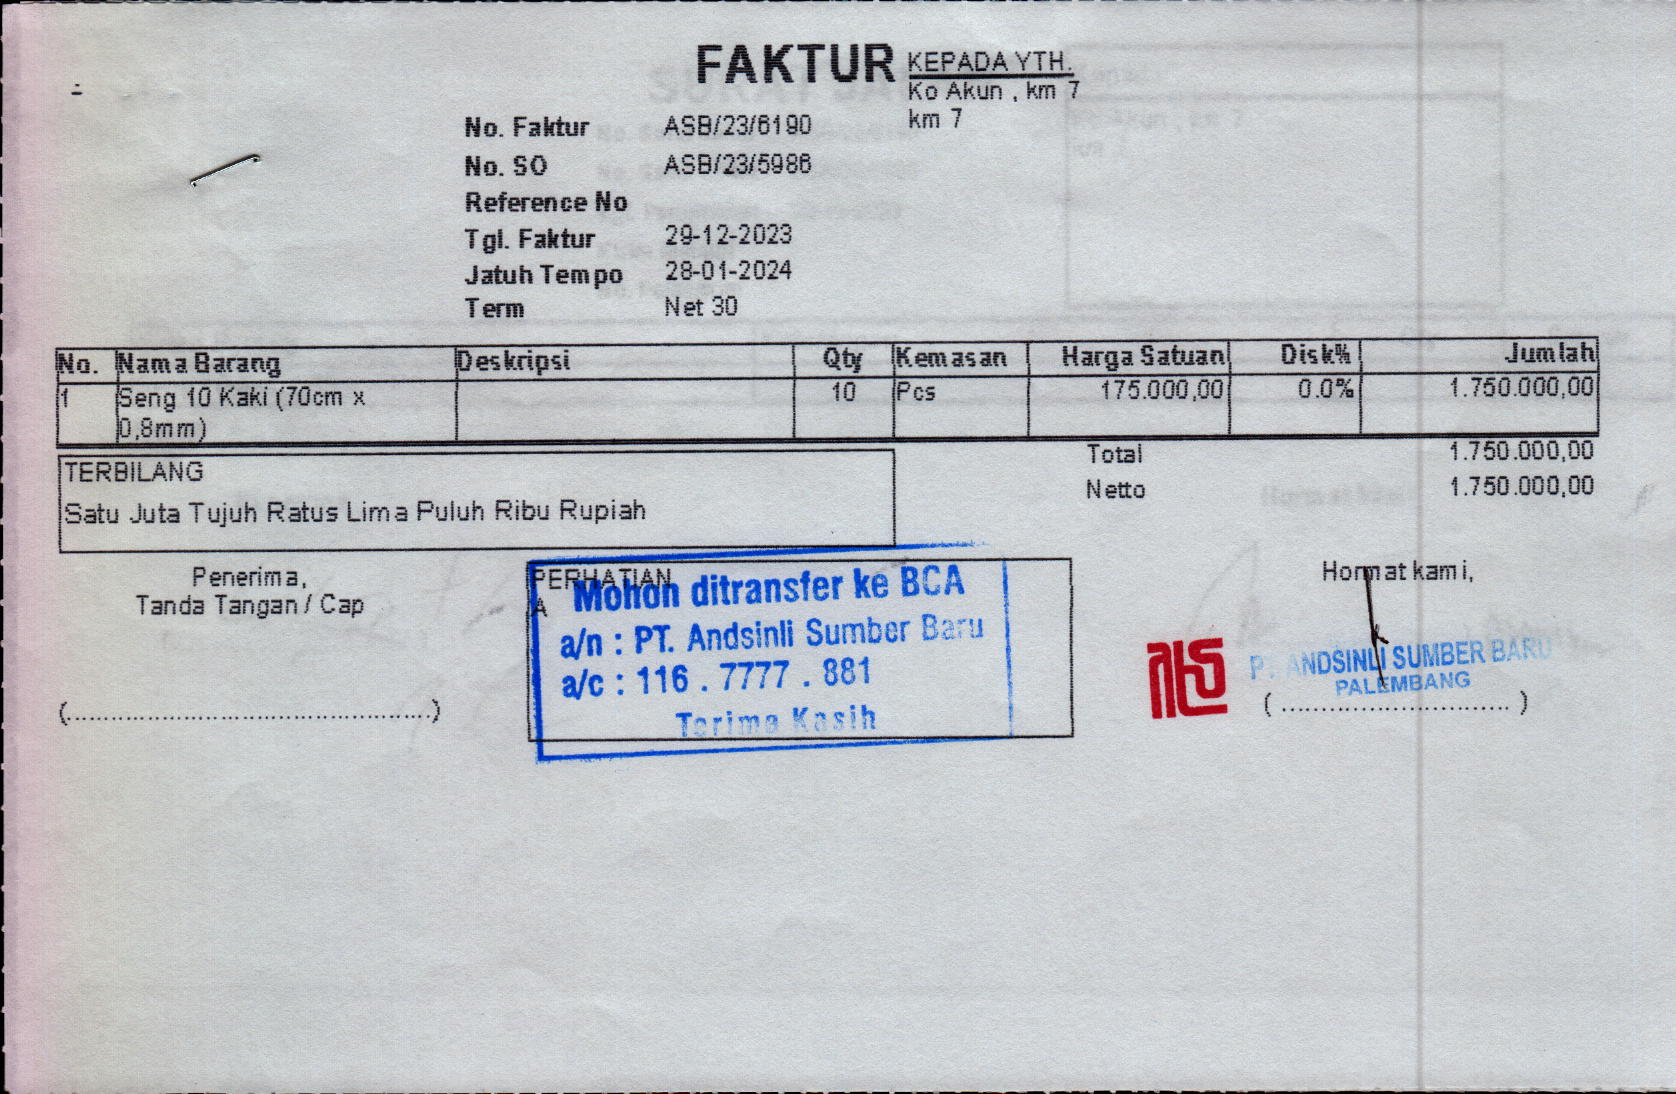 FAKTUR
KEPADA YTH.
Ko Akun , km 7
km 7
No. Faktur ASB/23/6190
No. SO ASB/23/5986
Reference No
Tgl. Faktur 29-12-2023
Jatuh Tempo 28-01-2024
Term Net 30
No. Nama Barang Deskripsi Qty Kemasan Harga Satuan Disk% Jumlah
1 Seng 10 Kaki (70cm x 10 Pcs 175.000,00 0.0% 1.750.000,00
0,8mm)
Total 1.750.000,00
Netto 1.750.000,00
TERBILANG
Satu Juta Tujuh Ratus Lima Puluh Ribu Rupiah
Penerima,
Tanda Tangan / Cap
(................................................)
PERHATIAN
A
Mohon ditransfer ke BCA
a/n : PT. Andsinli Sumber Baru
a/c : 116 . 7777 . 881
Terima Kasih
Hormat kami,
PT. ANDSINLI SUMBER BARU
PALEMBANG
( .............................. )